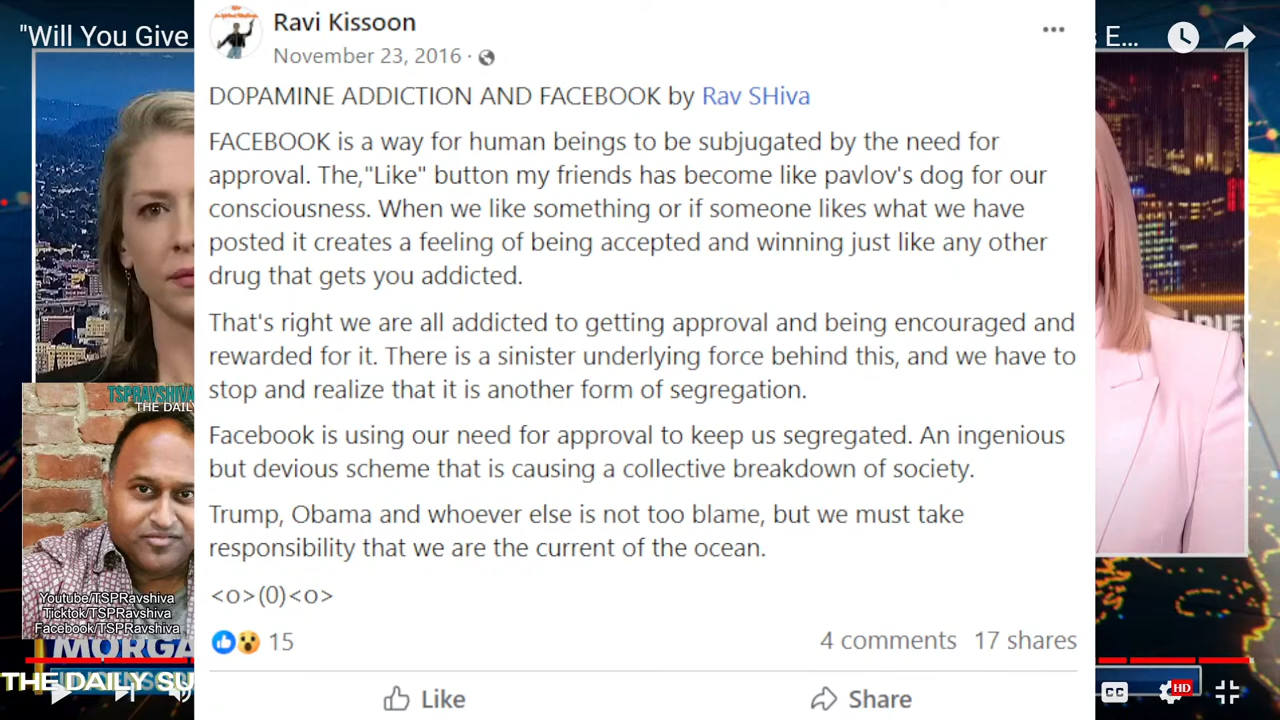 "Will You Give
s E...
Ravi Kissoon
November 23, 2016 ·
DOPAMINE ADDICTION AND FACEBOOK by Rav SHiva
FACEBOOK is a way for human beings to be subjugated by the need for
approval. The,"Like" button my friends has become like pavlov's dog for our
consciousness. When we like something or if someone likes what we have
posted it creates a feeling of being accepted and winning just like any other
drug that gets you addicted.
That's right we are all addicted to getting approval and being encouraged and
rewarded for it. There is a sinister underlying force behind this, and we have to
stop and realize that it is another form of segregation.
Facebook is using our need for approval to keep us segregated. An ingenious
but devious scheme that is causing a collective breakdown of society.
Trump, Obama and whoever else is not too blame, but we must take
responsibility that we are the current of the ocean.
<o>(0)<o>
15
4 comments 17 shares
Like Share
TSPRAVSHIVA
THE DAILY
Youtube/TSPRavshiva
Ticktok/TSPRavshiva
Facebook/TSPRavshiva
MORGA
THE DAILY SU
CC HD